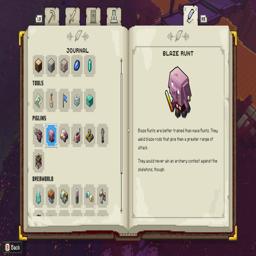 JOURNAL
TOOLS
PIGLINS
OVERWORLD
BLAZE RUNT
Blaze Runts are better trained than mace Runts. They
wield blaze rods that give them a greater range of
attack.
They would never win an archery contest against the
skeletons, though.
Back